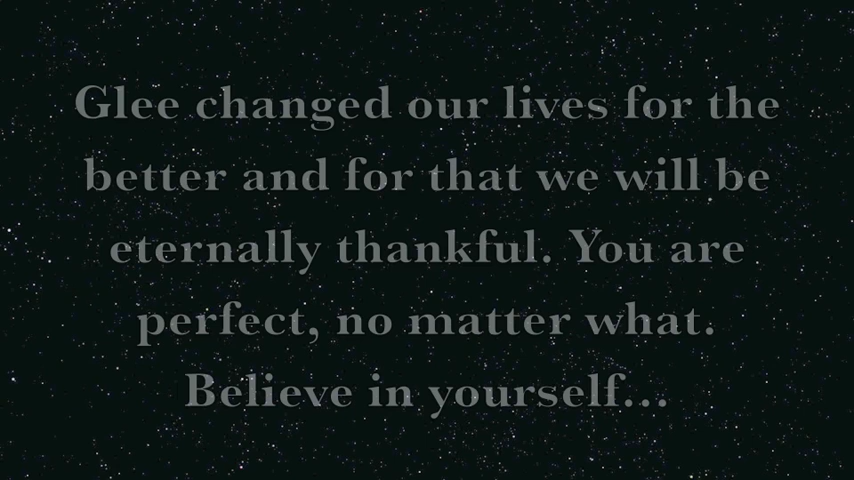 Glee changed our lives for the
better and for that we will be
eternally thankful. You are
perfect, no matter what.
Believe in yourself...